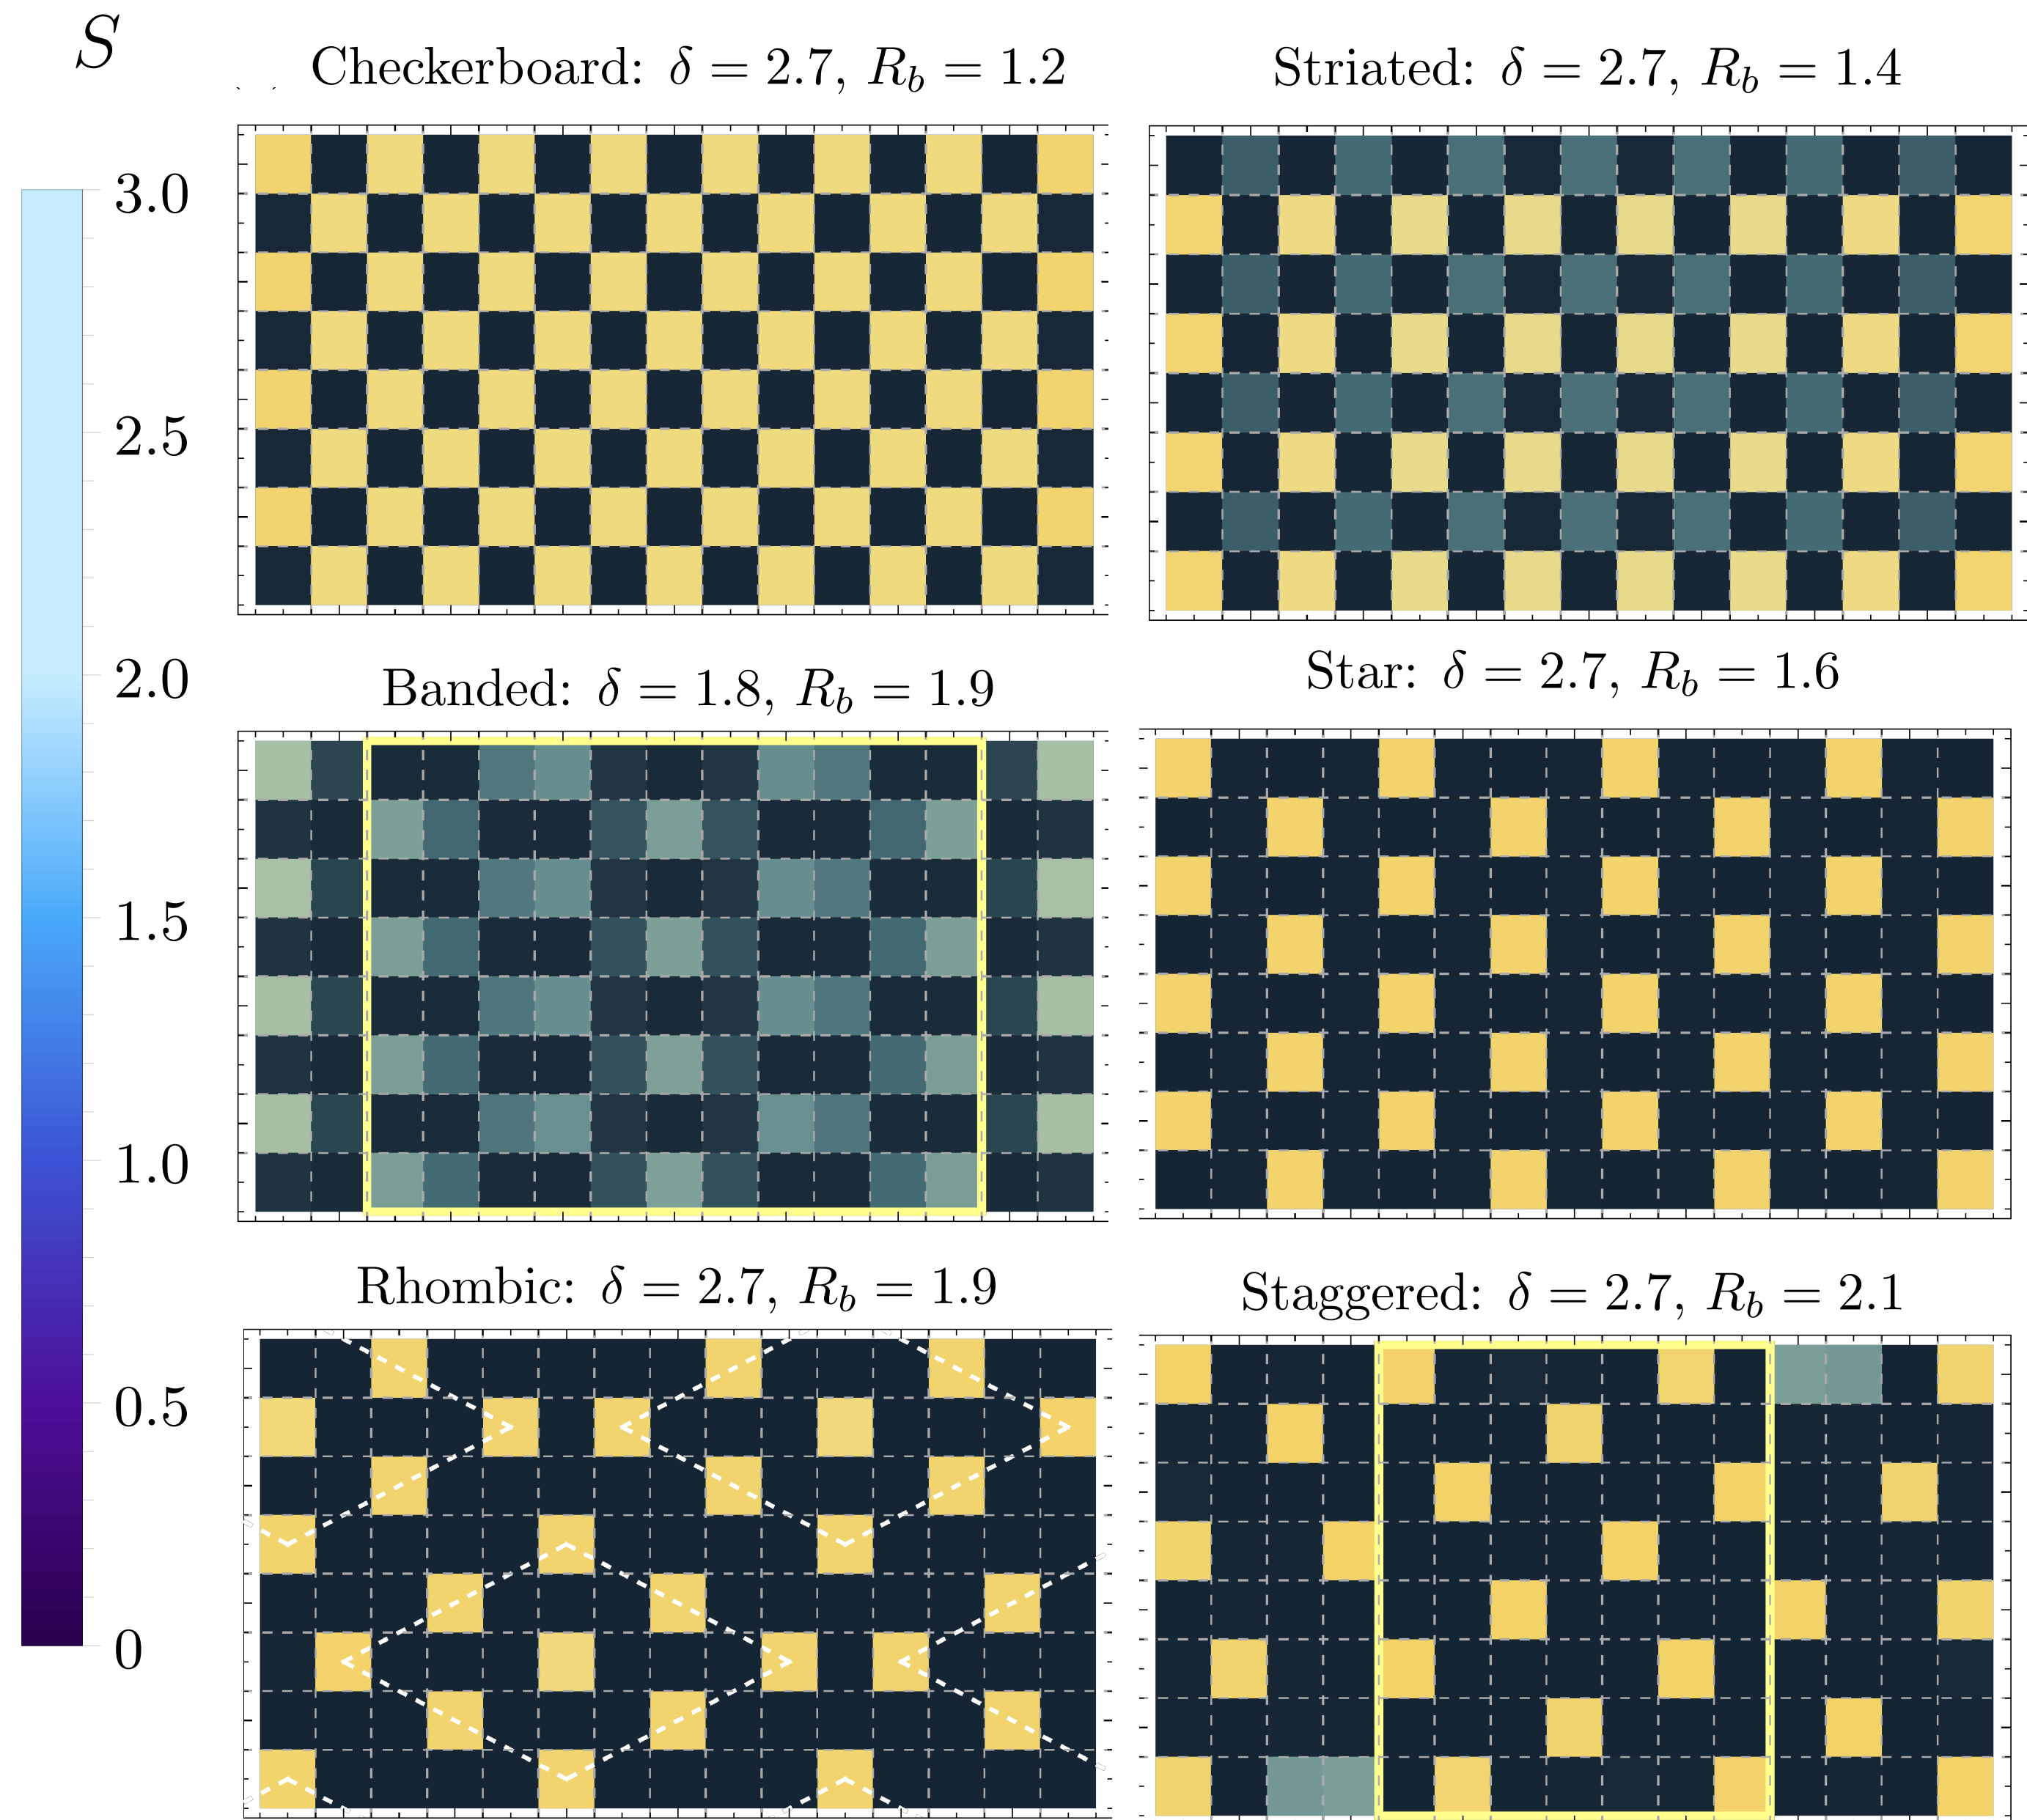 S
Checkerboard: δ = 2.7, R_b = 1.2
Striated: δ = 2.7, R_b = 1.4
3.0
2.5
2.0
1.5
1.0
0.5
0
Banded: δ = 1.8, R_b = 1.9
Star: δ = 2.7, R_b = 1.6
Rhombic: δ = 2.7, R_b = 1.9
Staggered: δ = 2.7, R_b = 2.1